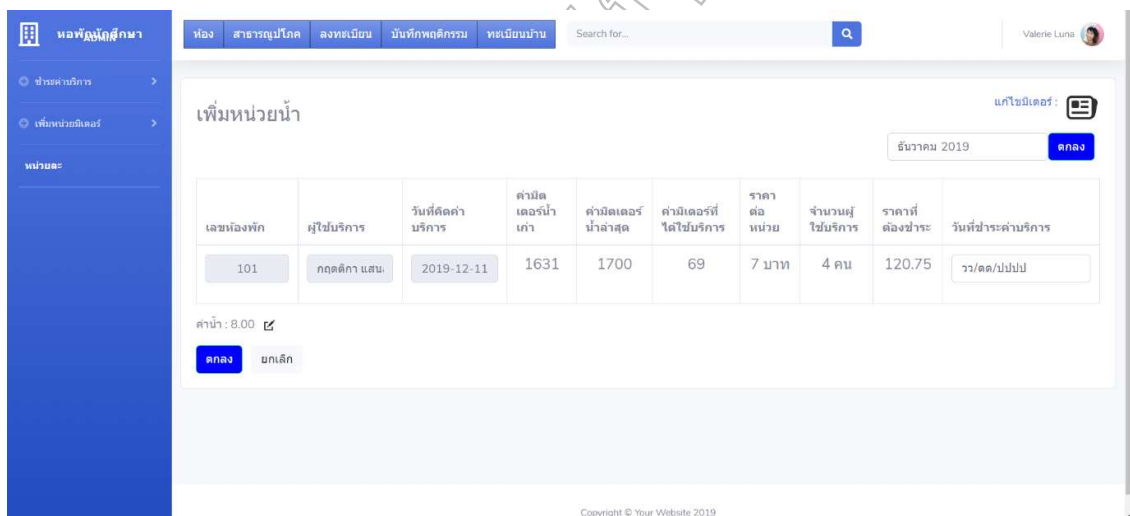 หอพักนักศึกษา
ADMIN
ห้อง สาธารณูปโภค ลงทะเบียน บันทึกพฤติกรรม ทะเบียนบ้าน Search for... Valerie Luna
ชำระค่าบริการ
เพิ่มหน่วยมิเตอร์
หน่วยละ
เพิ่มหน่วยน้ำ
แก้ไขมิเตอร์ :
ธันวาคม 2019 ตกลง
เลขห้องพัก ผู้ใช้บริการ วันที่คิดค่าบริการ ค่ามิตเตอร์น้ำเก่า ค่ามิตเตอร์น้ำล่าสุด ค่ามิเตอร์ที่ได้ใช้บริการ ราคาต่อหน่วย จำนวนผู้ใช้บริการ ราคาที่ต้องชำระ วันที่ชำระค่าบริการ
101 2019-12-11 1631 1700 69 7 บาท 4 คน 120.75 วว/ดด/ปปปป
ค่าน้ำ : 8.00
ตกลง ยกเลิก
Copyright © Your Website 2019